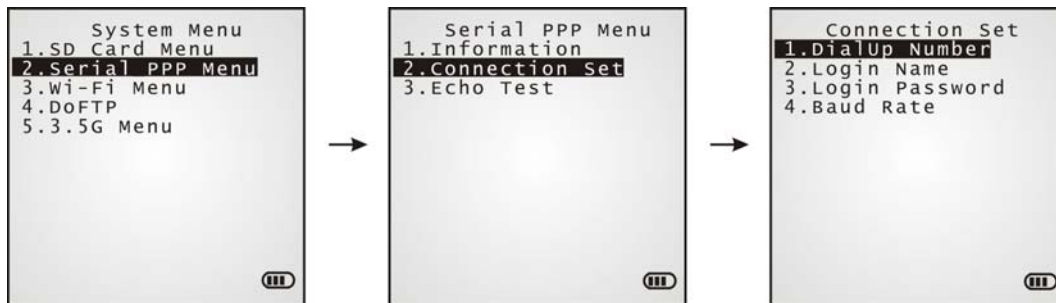 System Menu
1.SD Card Menu
2.Serial PPP Menu
3.Wi-Fi Menu
4.DoFTP
5.3.5G Menu
Serial PPP Menu
1.Information
2.Connection Set
3.Echo Test
Connection Set
1.DialUp Number
2.Login Name
3.Login Password
4.Baud Rate